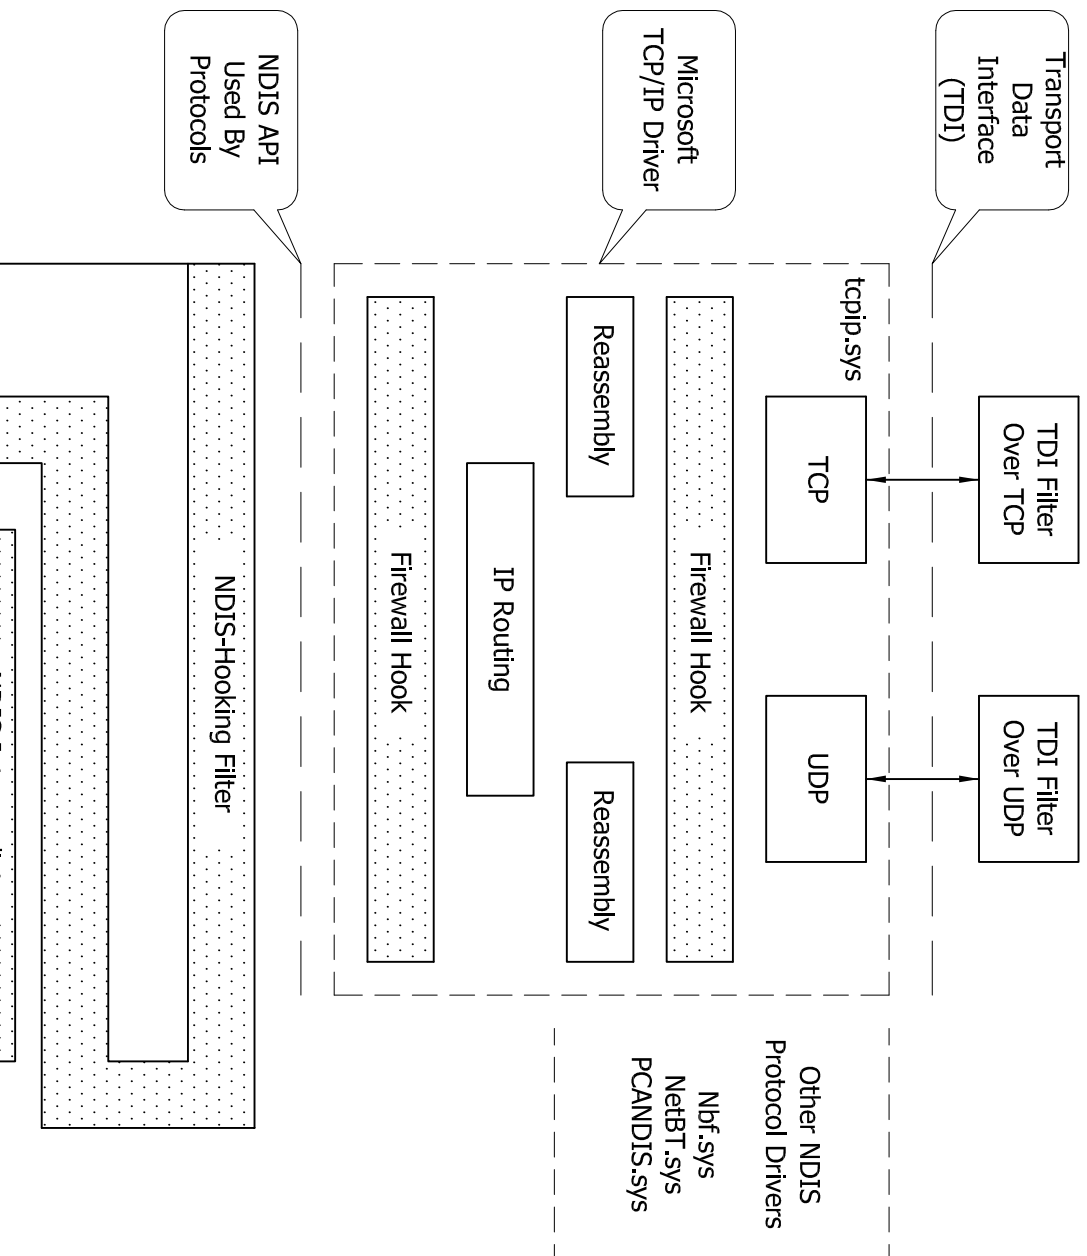 Transport
Data
Interface
(TDI)
TDI Filter
Over TCP
TDI Filter
Over UDP
tcpip.sys
TCP
UDP
Other NDIS
Protocol Drivers
Nbf.sys
NetBT.sys
PCANDIS.sys
Microsoft
TCP/IP Driver
Firewall Hook
Reassembly
Reassembly
IP Routing
Firewall Hook
NDIS API
Used By
Protocols
NDIS-Hooking Filter